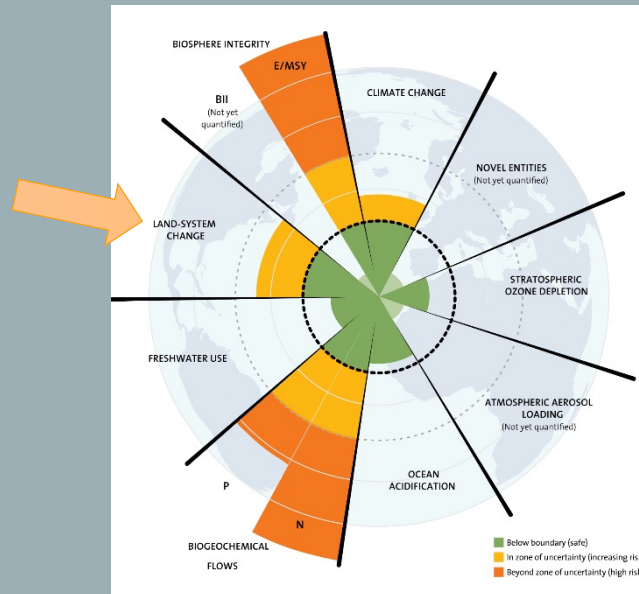 BIOSPHERE INTEGRITY
E/MSY
CLIMATE CHANGE
BII
(Not yet
quantified)
NOVEL ENTITIES
(Not yet quantified)
LAND-SYSTEM
CHANGE
STRATOSPHERIC
OZONE DEPLETION
FRESHWATER USE
ATMOSPHERIC AEROSOL
LOADING
(Not yet quantified)
P
OCEAN
ACIDIFICATION
N
BIOGEOCHEMICAL
FLOWS
Below boundary (safe)
In zone of uncertainty (increasing ris
Beyond zone of uncertainty (high risk